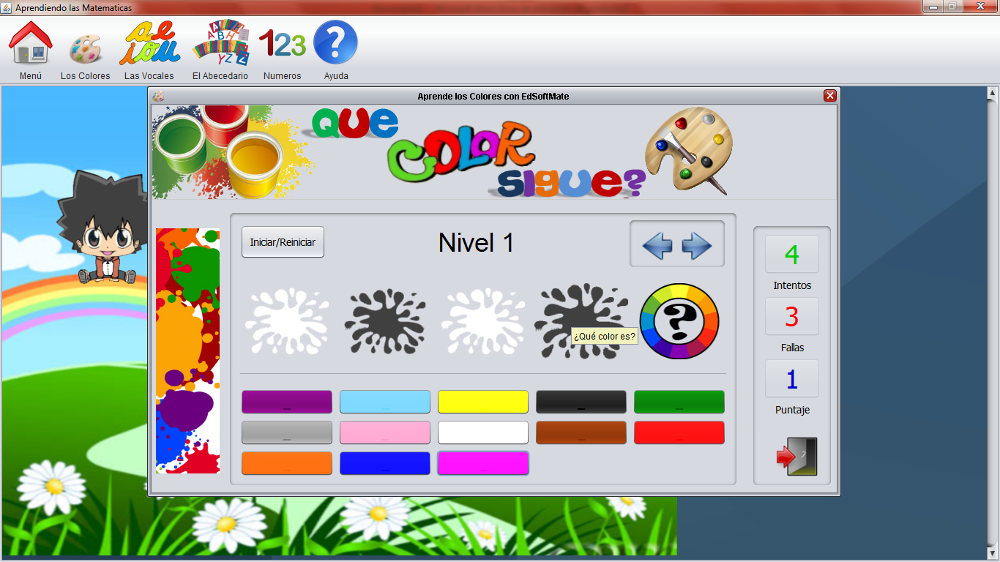 Aprendiendo las Matematicas
a e
i o u
A B H
Y Z Z
123
?
Menú
Los Colores
Las Vocales
El Abecedario
Numeros
Ayuda
Aprende los Colores con EdSoftMate
QUE
COLOR
SIGUE?
Iniciar/Reiniciar
Nivel 1
4
Intentos
3
Fallas
1
Puntaje
¿Qué color es?
?